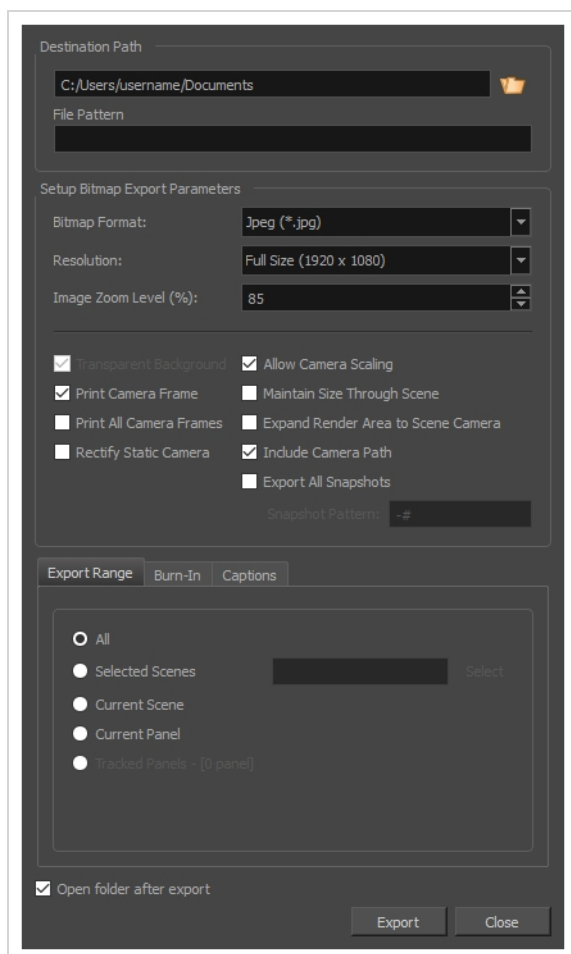 Destination Path
C:/Users/username/Documents
File Pattern
Setup Bitmap Export Parameters
Bitmap Format: Jpeg (*.jpg)
Resolution: Full Size (1920 x 1080)
Image Zoom Level (%): 85
Transparent Background Allow Camera Scaling
Print Camera Frame Maintain Size Through Scene
Print All Camera Frames Expand Render Area to Scene Camera
Rectify Static Camera Include Camera Path
Export All Snapshots
Snapshot Pattern: -#
Export Range Burn-In Captions
All
Selected Scenes Select
Current Scene
Current Panel
Tracked Panels - [0 panel]
Open folder after export
Export Close